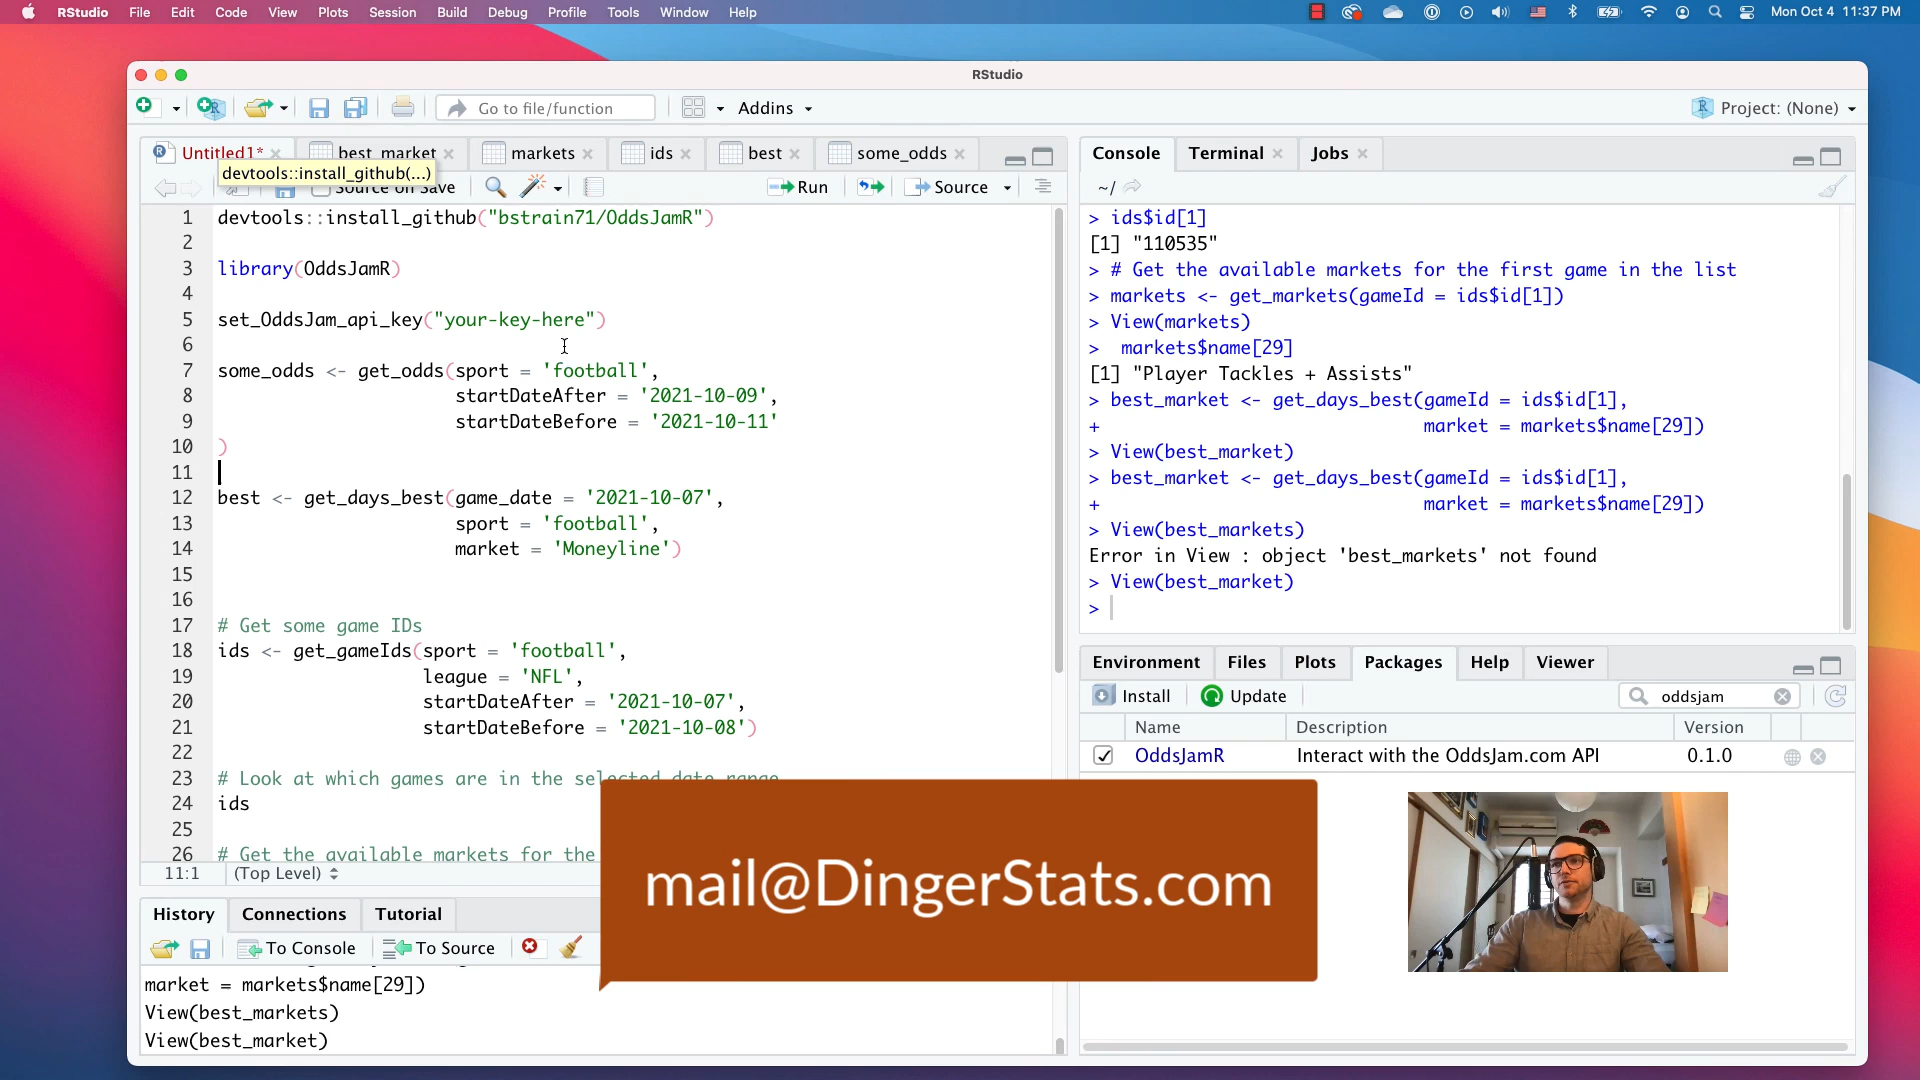 RStudio File Edit Code View Plots Session Build Debug Profile Tools Window Help Mon Oct 4 11:37 PM
RStudio
Go to file/function Addins Project: (None)
Untitled1* best_market markets ids best some_odds
devtools::install_github(...)
Source on Save Run Source
1 devtools::install_github("bstrain71/OddsJamR")
2
3 library(OddsJamR)
4
5 set_OddsJam_api_key("your-key-here")
6
7 some_odds <- get_odds(sport = 'football',
8 startDateAfter = '2021-10-09',
9 startDateBefore = '2021-10-11'
10 )
11
12 best <- get_days_best(game_date = '2021-10-07',
13 sport = 'football',
14 market = 'Moneyline')
15
16
17 # Get some game IDs
18 ids <- get_gameIds(sport = 'football',
19 league = 'NFL',
20 startDateAfter = '2021-10-07',
21 startDateBefore = '2021-10-08')
22
23 # Look at which games are in the selected date range
24 ids
25
26 # Get the available markets for the
11:1 (Top Level)
History Connections Tutorial
To Console To Source
market = markets$name[29])
View(best_markets)
View(best_market)
Console Terminal Jobs
~/
> ids$id[1]
[1] "110535"
> # Get the available markets for the first game in the list
> markets <- get_markets(gameId = ids$id[1])
> View(markets)
> markets$name[29]
[1] "Player Tackles + Assists"
> best_market <- get_days_best(gameId = ids$id[1],
+ market = markets$name[29])
> View(best_market)
> best_market <- get_days_best(gameId = ids$id[1],
+ market = markets$name[29])
> View(best_markets)
Error in View : object 'best_markets' not found
> View(best_market)
>
Environment Files Plots Packages Help Viewer
Install Update oddsjam
Name Description Version
OddsJamR Interact with the OddsJam.com API 0.1.0
mail@DingerStats.com